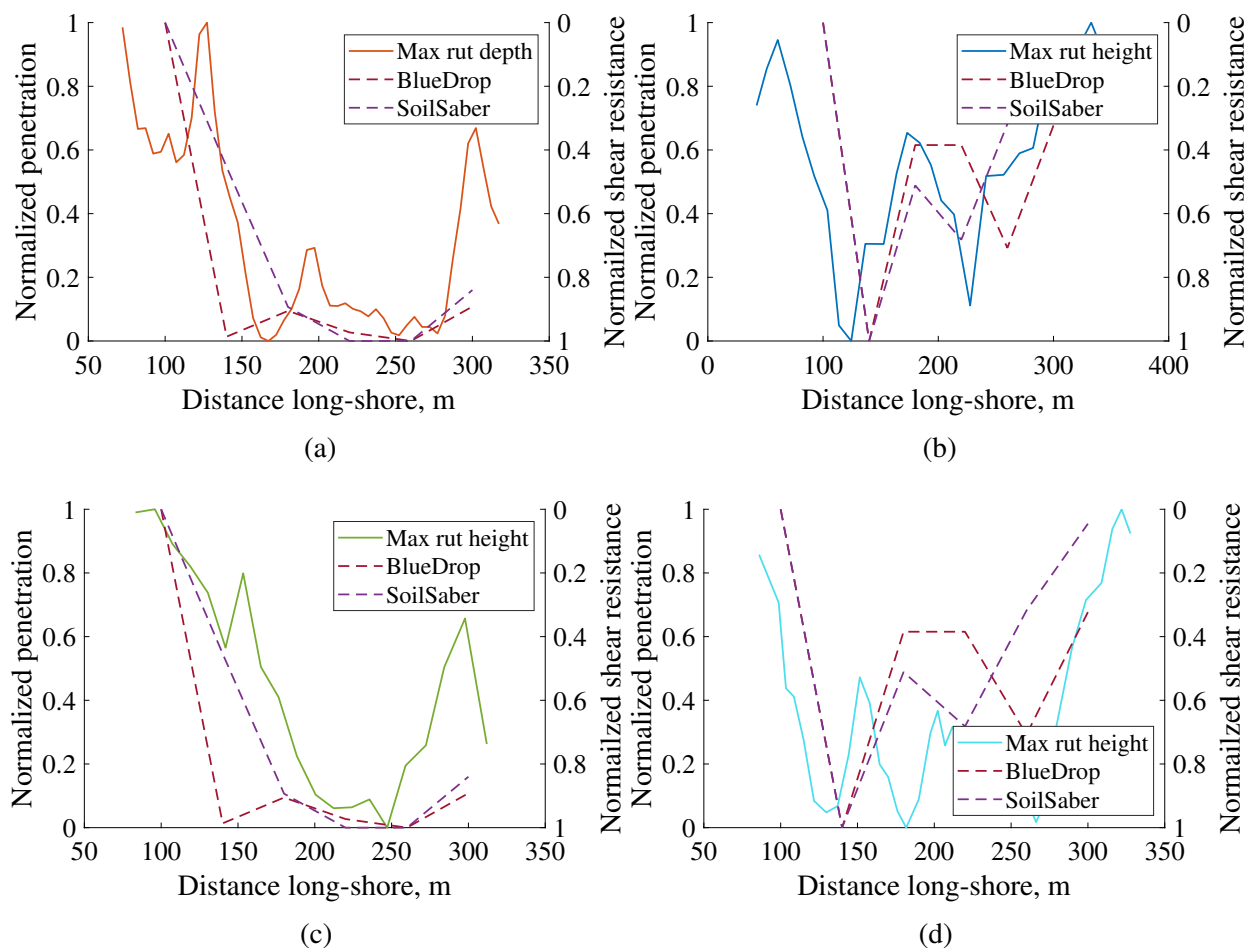 1
0.8
0.6
0.4
0.2
0
Normalized penetration
50
100
150
200
250
300
350
Distance long-shore, m
0
0.2
0.4
0.6
0.8
1
Normailzed shear resistance
Max rut depth
BlueDrop
SoilSaber
(a)
1
0.8
0.6
0.4
0.2
0
Normalized penetration
0
100
200
300
400
Distance long-shore, m
0
0.2
0.4
0.6
0.8
1
Normailzed shear resistance
Max rut height
BlueDrop
SoilSaber
(b)
1
0.8
0.6
0.4
0.2
0
Normalized penetration
50
100
150
200
250
300
350
Distance long-shore, m
0
0.2
0.4
0.6
0.8
1
Normailzed shear resistance
Max rut height
BlueDrop
SoilSaber
(c)
1
0.8
0.6
0.4
0.2
0
Normalized penetration
50
100
150
200
250
300
350
Distance long-shore, m
0
0.2
0.4
0.6
0.8
1
Normailzed shear resistance
Max rut height
BlueDrop
SoilSaber
(d)